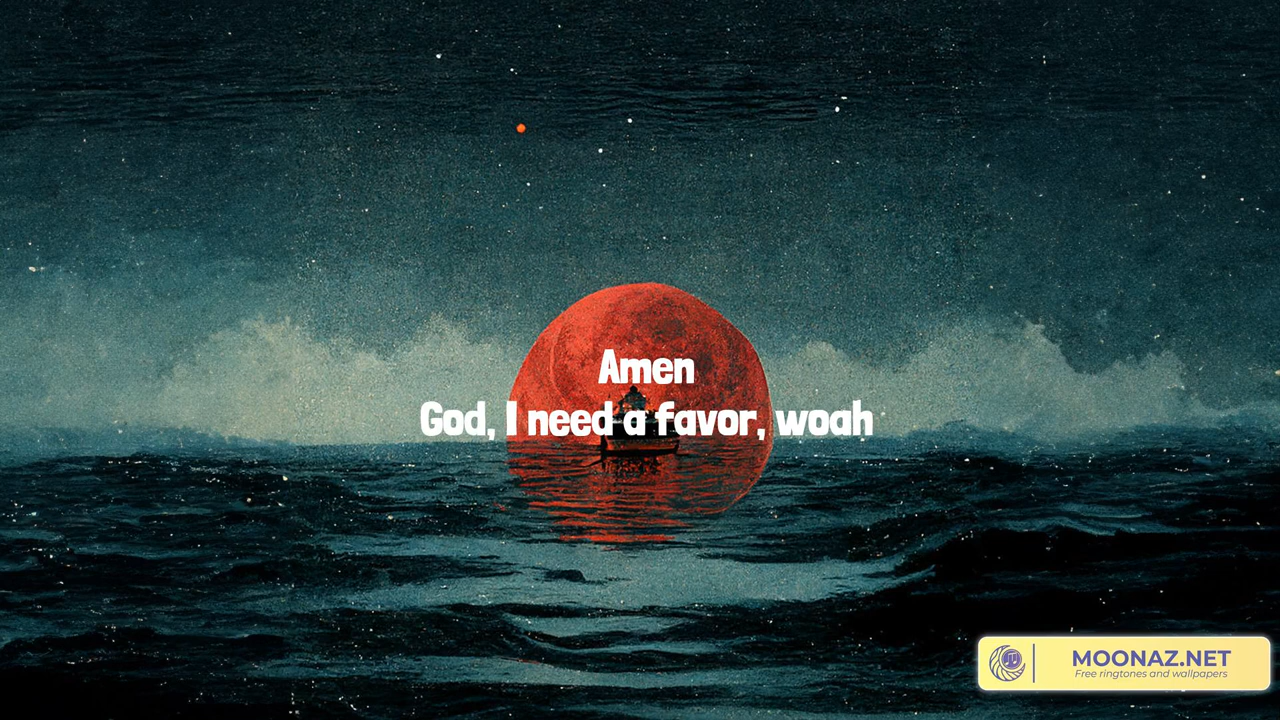 Amen
God, I need a favor, woah
MOONAZ.NET
Free ringtones and wallpapers